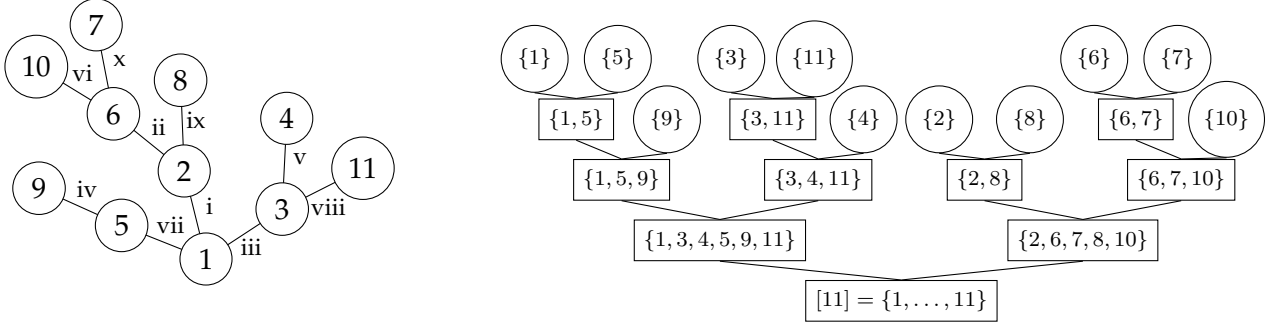 7
10
vi
x
8
6
ii
ix
4
9
iv
2
v
11
5
vii
i
3
viii
1
iii
{1}
{5}
{3}
{11}
{6}
{7}
{1, 5}
{9}
{3, 11}
{4}
{2}
{8}
{6, 7}
{10}
{1, 5, 9}
{3, 4, 11}
{2, 8}
{6, 7, 10}
{1, 3, 4, 5, 9, 11}
{2, 6, 7, 8, 10}
[11] = {1, . . . , 11}